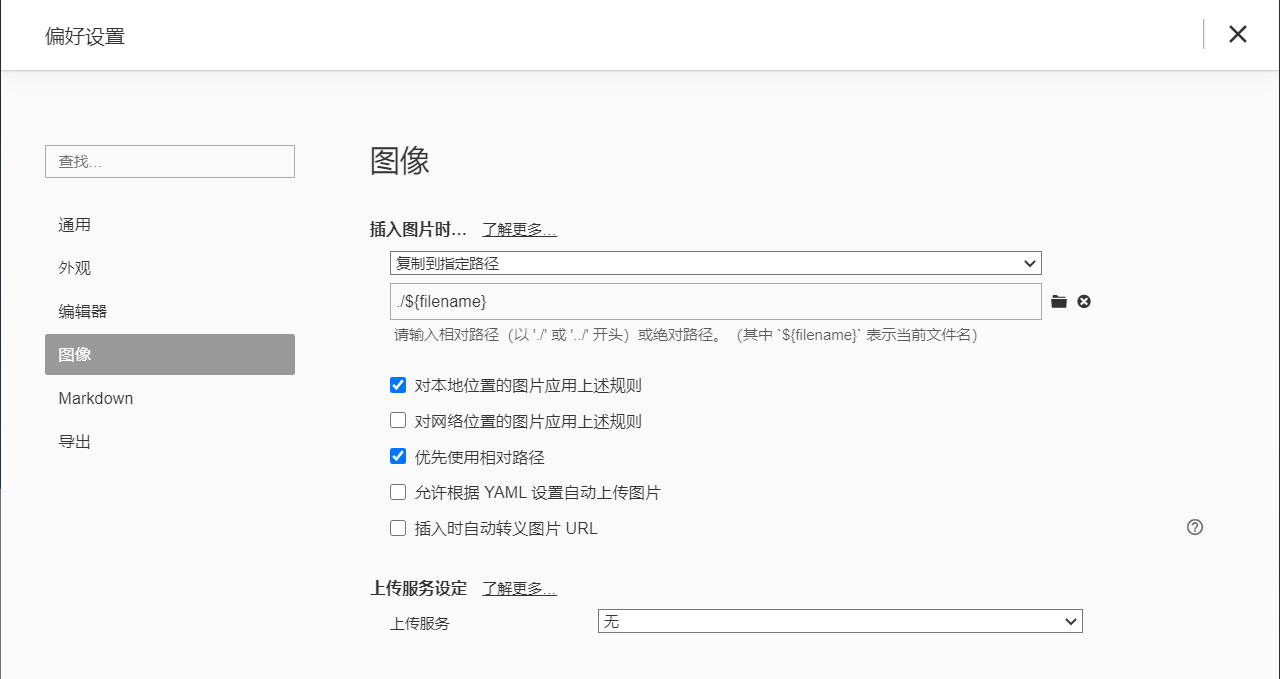 偏好设置
查找...
通用
外观
编辑器
图像
Markdown
导出
图像
插入图片时... 了解更多...
复制到指定路径
./${filename}
请输入相对路径（以 './' 或 '../' 开头）或绝对路径。（其中 `${filename}` 表示当前文件名）
对本地位置的图片应用上述规则
对网络位置的图片应用上述规则
优先使用相对路径
允许根据 YAML 设置自动上传图片
插入时自动转义图片 URL
上传服务设定 了解更多...
上传服务 无